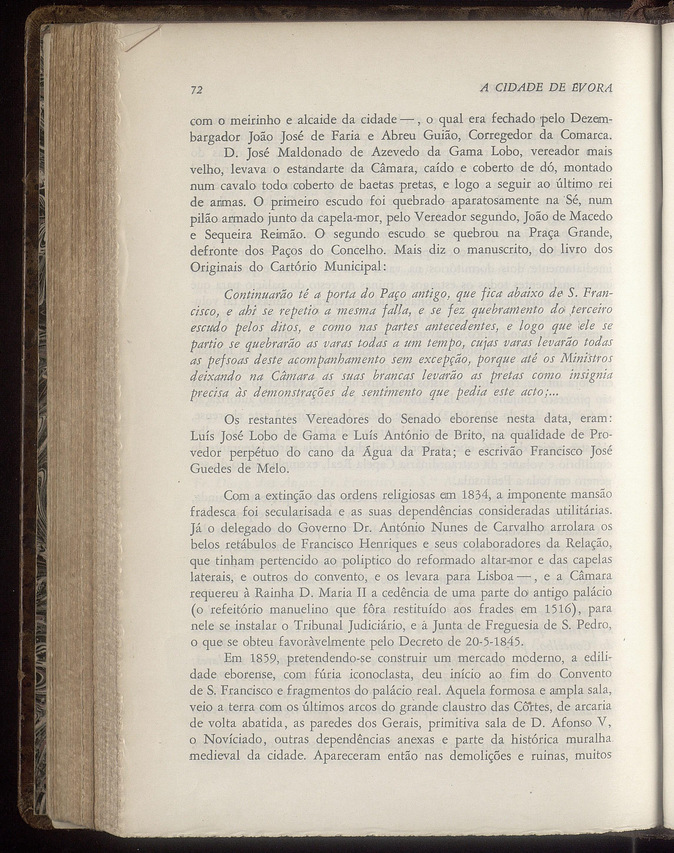 72 A CIDADE DE ÉVORA
com o meirinho e alcaide da cidade — , o qual era fechado pelo Dezem-
bargador João José de Faria e Abreu Guião, Corregedor da Comarca.
D. José Maldonado de Azevedo da Gama Lobo, vereador mais
velho, levava o estandarte da Câmara, caído e coberto de dó, montado
num cavalo todo coberto de baetas pretas, e logo a seguir ao último rei
de armas. O primeiro escudo foi quebrado aparatosamente na Sé, num
pilão armado junto da capela-mor, pelo Vereador segundo, João de Macedo
e Sequeira Reimão. O segundo escudo se quebrou na Praça Grande,
defronte dos Paços do Concelho. Mais diz o manuscrito, do livro dos
Originais do Cartório Municipal:
Continuarão té a porta do Paço antigo, que fica abaixo de S. Fran-
cisco, e ahi se repetio a mesma falla, e se fez quebramento do terceiro
escudo pelos ditos, e como nas partes antecedentes, e logo que ele se
partio se quebrarão as varas todas a um tempo, cujas varas levarão todas
as pefsoas deste acompanhamento sem excepção, porque até os Ministros
deixando na Câmara as suas brancas levarão as pretas como insignia
precisa às demonstrações de sentimento que pedia este acto;...
Os restantes Vereadores do Senado eborense nesta data, eram:
Luís José Lobo de Gama e Luís António de Brito, na qualidade de Pro-
vedor perpétuo do cano da Água da Prata; e escrivão Francisco José
Guedes de Melo.
Com a extinção das ordens religiosas em 1834, a imponente mansão
fradesca foi secularisada e as suas dependências consideradas utilitárias.
Já o delegado do Governo Dr. António Nunes de Carvalho arrolara os
belos retábulos de Francisco Henriques e seus colaboradores da Relação,
que tinham pertencido ao poliptico do reformado altar-mor e das capelas
laterais, e outros do convento, e os levara para Lisboa — , e a Câmara
requereu à Rainha D. Maria II a cedência de uma parte do antigo palácio
(o refeitório manuelino que fôra restituído aos frades em 1516), para
nele se instalar o Tribunal Judiciário, e à Junta de Freguesia de S. Pedro,
o que se obteu favoràvelmente pelo Decreto de 20-5-1845.
Em 1859, pretendendo-se construir um mercado moderno, a edili-
dade eborense, com fúria iconoclasta, deu início ao fim do Convento
de S. Francisco e fragmentos do palácio real. Aquela formosa e ampla sala,
veio a terra com os últimos arcos do grande claustro das Côrtes, de arcaria
de volta abatida, as paredes dos Gerais, primitiva sala de D. Afonso V,
o Noviciado, outras dependências anexas e parte da histórica muralha
medieval da cidade. Apareceram então nas demolições e ruinas, muitos